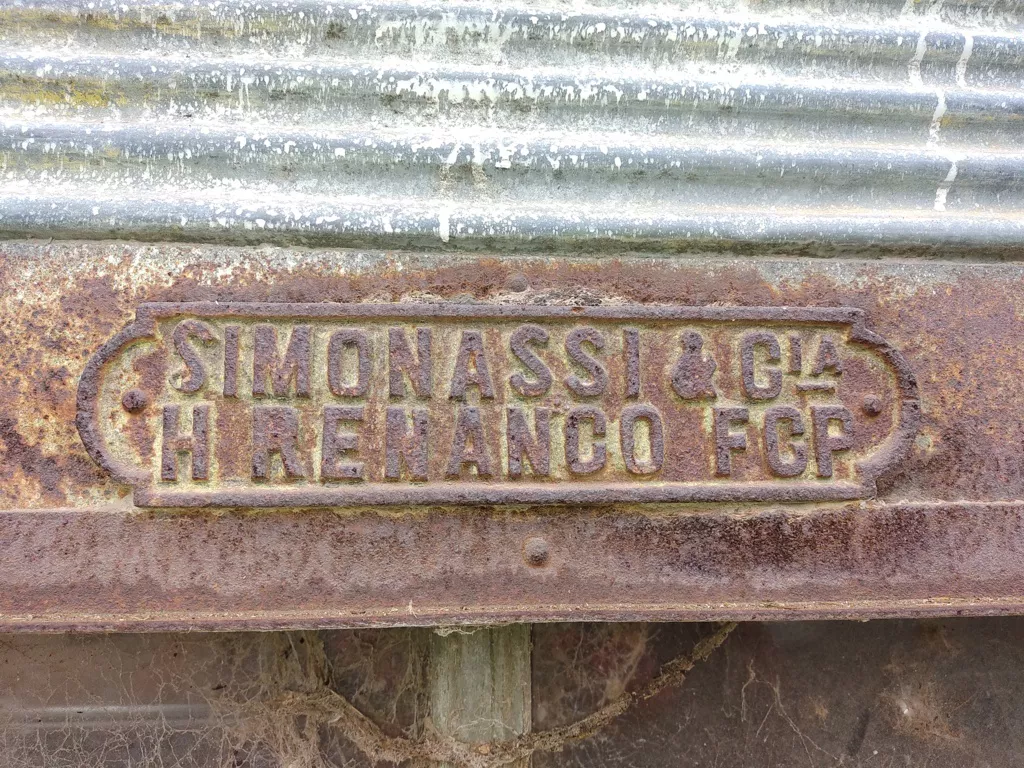 SIMONASSI & CIA
H RENANCO FCP